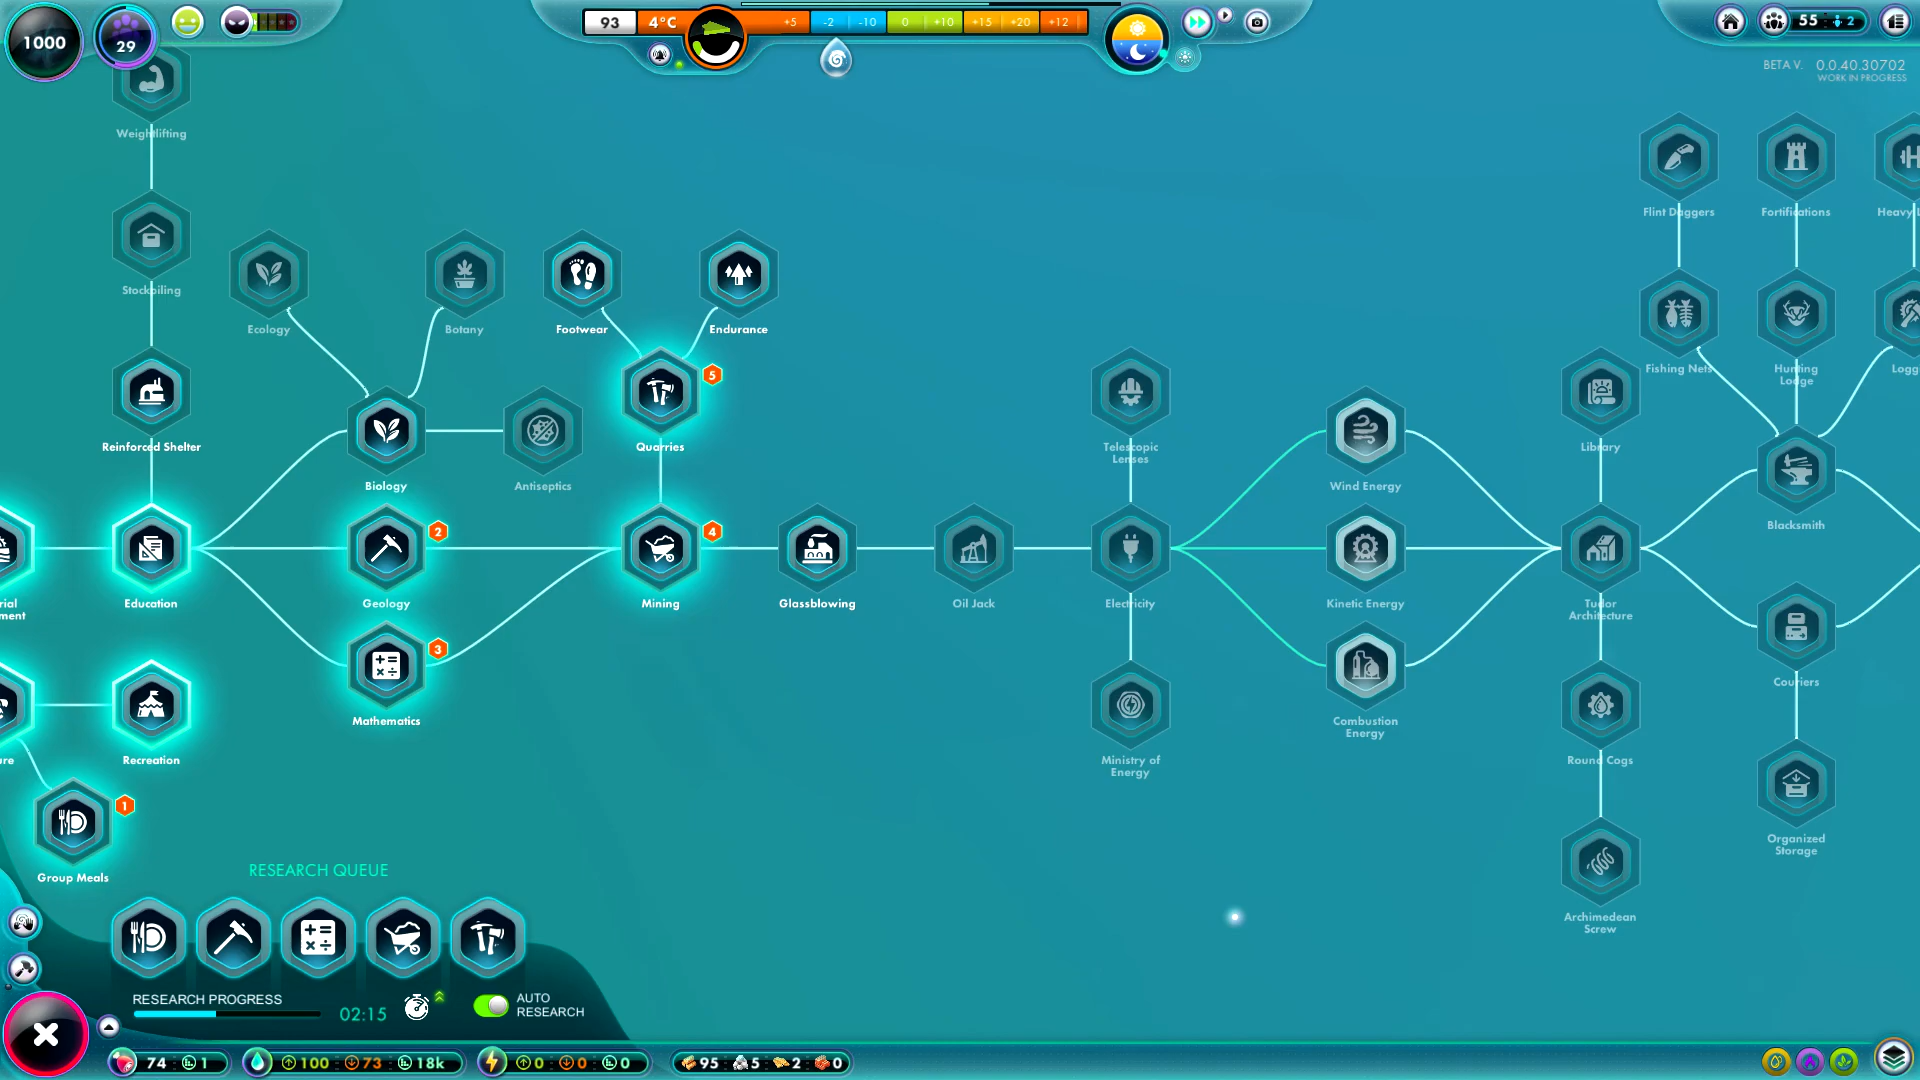 1000
29
93
4°C
+5
-2
-10
0
+10
+15
+20
+12
55
2
BETA V. 0.0.40.30702
WORK IN PROGRESS
Weightlifting
Flint Daggers
Fortifications
Heavy L
Stockpiling
Ecology
Botany
Footwear
Endurance
5
Fishing Nets
Hunting
Lodge
Logg
Reinforced Shelter
Quarries
Telescopic
Lenses
Library
Biology
Antiseptics
Wind Energy
Blacksmith
2
4
rial
ment
Education
Geology
Mining
Glassblowing
Oil Jack
Electricity
Kinetic Energy
Tudor
Architecture
3
Mathematics
Combustion
Energy
Couriers
re
Recreation
Ministry of
Energy
Round Cogs
1
Group Meals
Organized
Storage
Archimedean
Screw
RESEARCH QUEUE
RESEARCH PROGRESS
02:15
AUTO
RESEARCH
74
1
100
73
18k
0
0
0
95
5
2
0